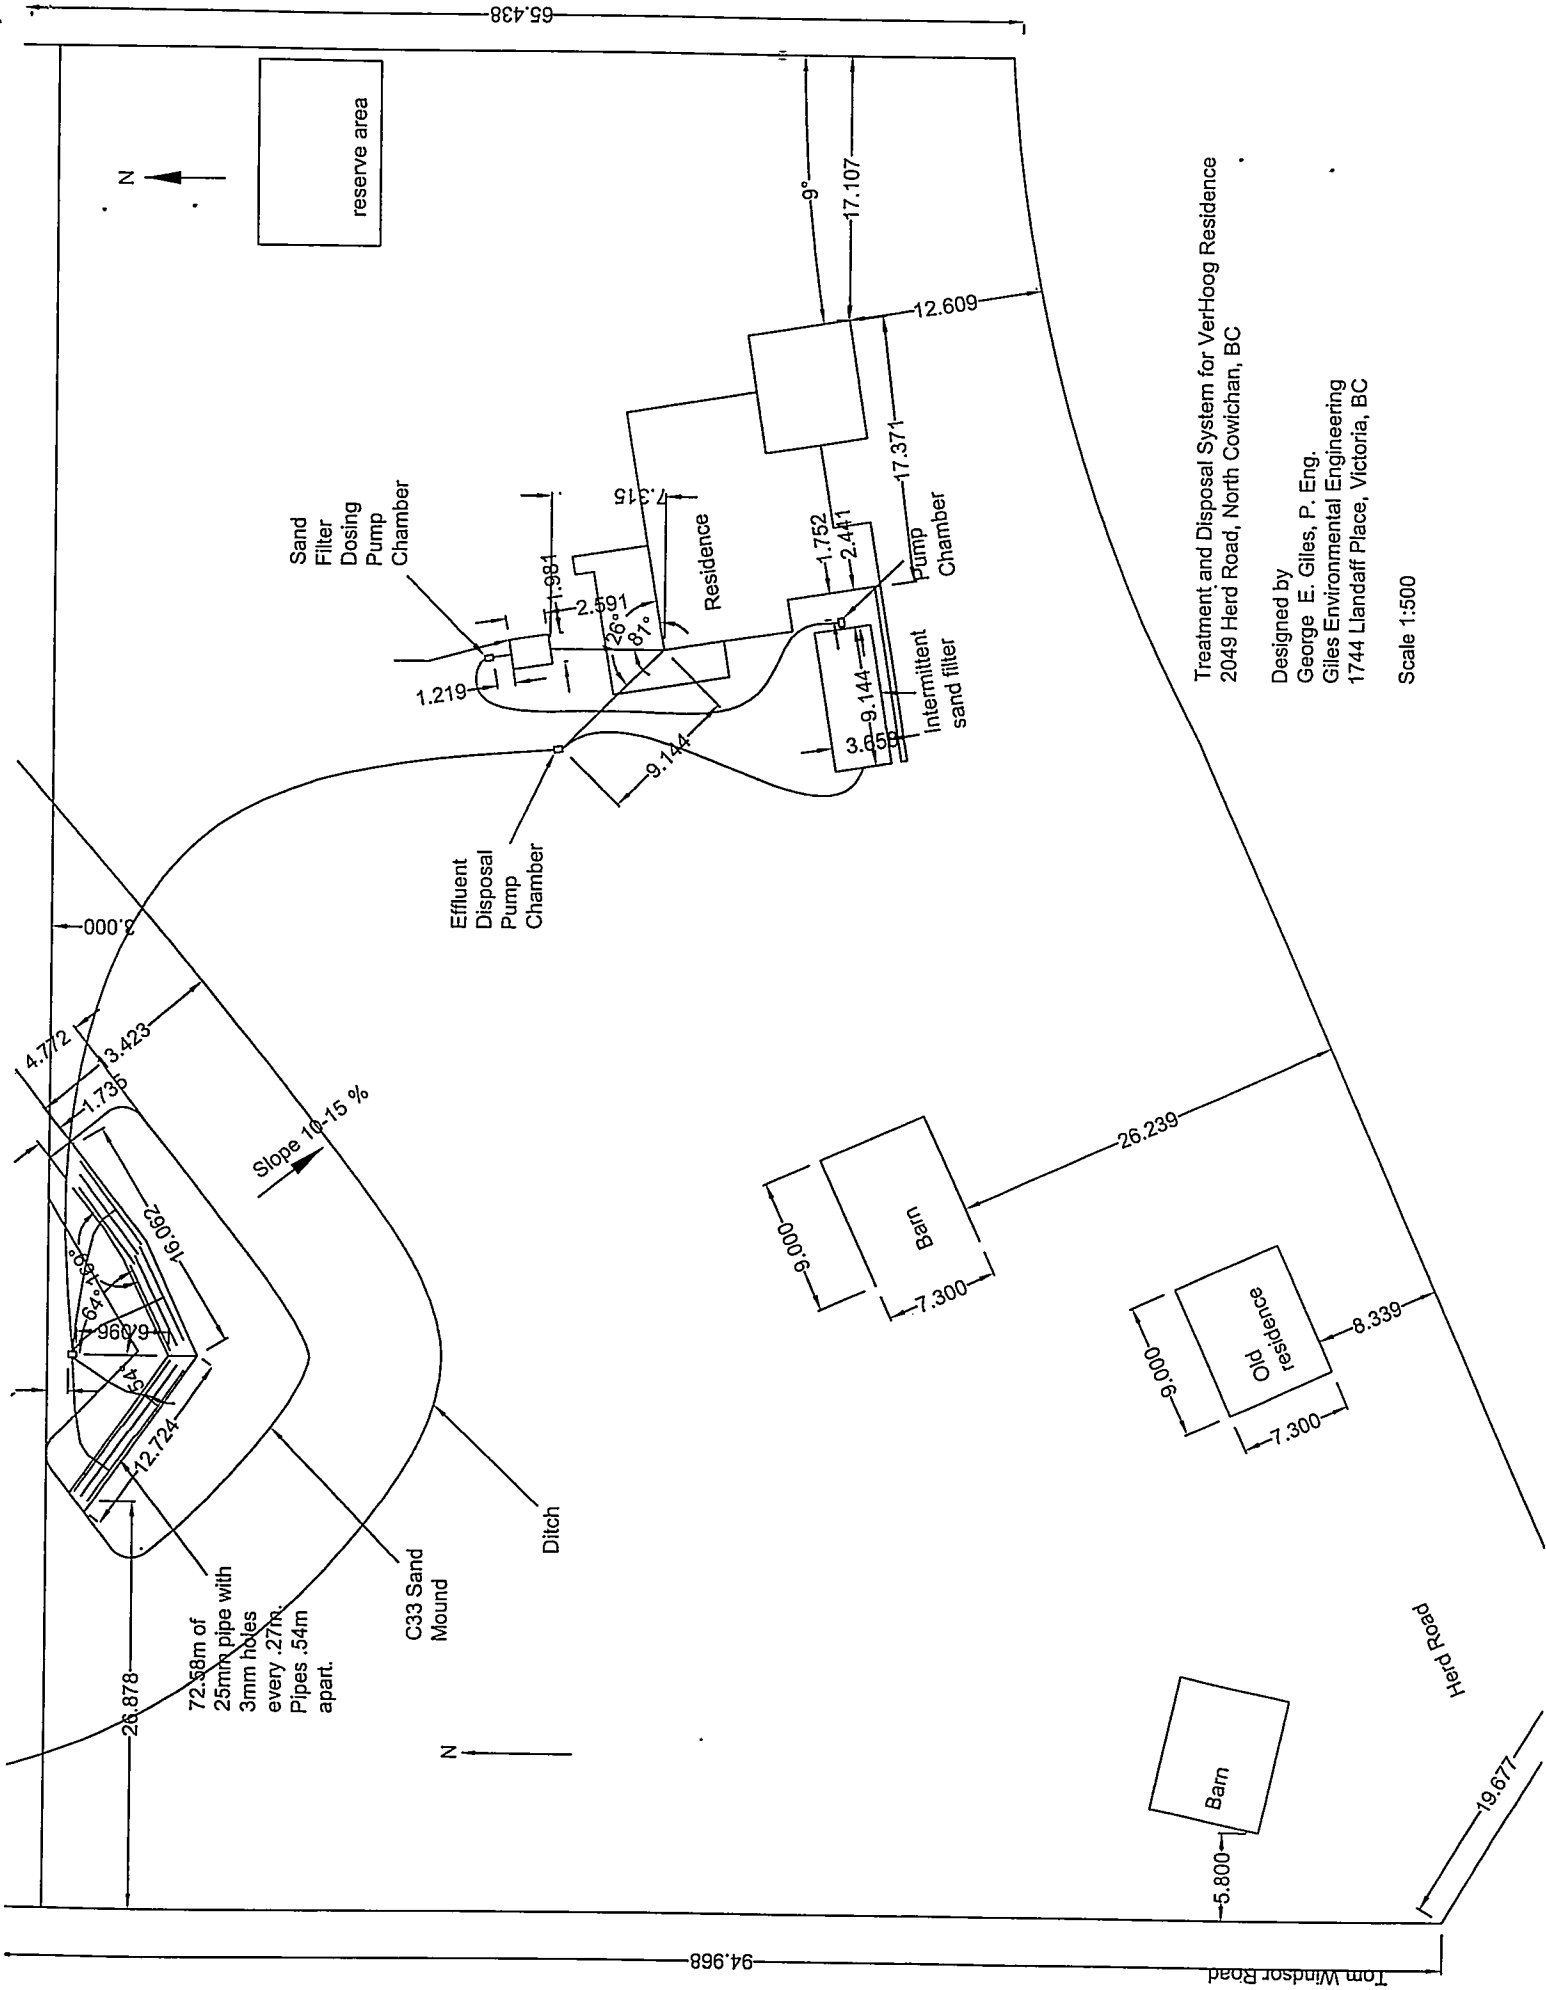 65.438
N
reserve area
9°
17.107
12.609
17.371
Sand
Filter
Dosing
Pump
Chamber
7.315
1.981
2.591
26°
81°
Residence
1.219
1.752
2.441
Pump
Chamber
9.144
3.658
Intermittent
sand filter
9.144
Effluent
Disposal
Pump
Chamber
3.000
4.772
13.423
1.735
Slope 10-15 %
16.062
169°
64°
6.096
54°
12.724
26.878
72.58m of
25mm pipe with
3mm holes
every .27m.
Pipes .54m
apart.
C33 Sand
Mound
Ditch
N
9.000
Barn
7.300
26.239
9.000
Old
residence
7.300
8.339
Barn
5.800
Herd Road
19.677
94.968
Tom Windsor Road
Treatment and Disposal System for VerHoog Residence
2049 Herd Road, North Cowichan, BC
Designed by
George E. Giles, P. Eng.
Giles Environmental Engineering
1744 Llandaff Place, Victoria, BC
Scale 1:500